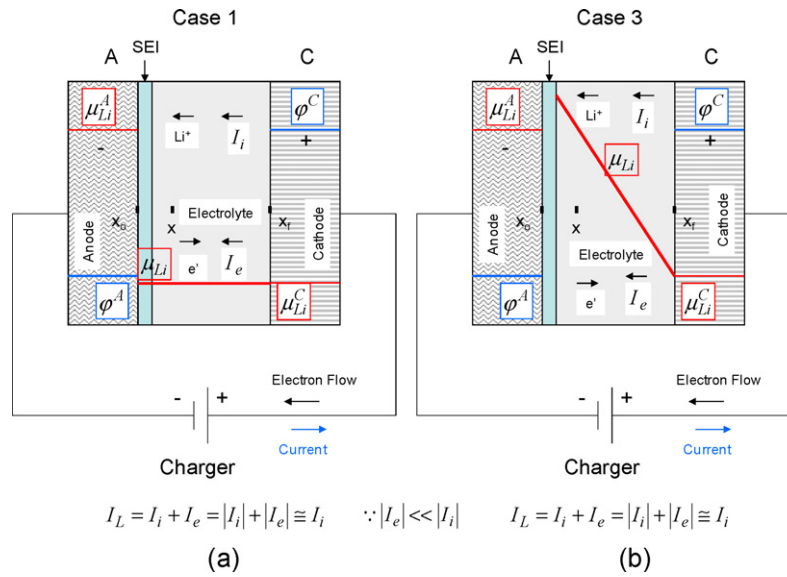 Case 1
Case 3
A
SEI
C
μ_Li^A
φ^C
Li⁺
I_i
-
+
x₀
x
Electrolyte
x_f
Anode
Cathode
μ_Li
e'
I_e
φ^A
μ_Li^C
-
+
Electron Flow
Current
Charger
I_L = I_i + I_e = |I_i| + |I_e| ≅ I_i
∵ |I_e| << |I_i|
(a)
A
SEI
C
μ_Li^A
φ^C
Li⁺
I_i
-
+
μ_Li
x₀
x
x_f
Anode
Cathode
Electrolyte
e'
I_e
φ^A
μ_Li^C
-
+
Electron Flow
Current
Charger
I_L = I_i + I_e = |I_i| + |I_e| ≅ I_i
(b)